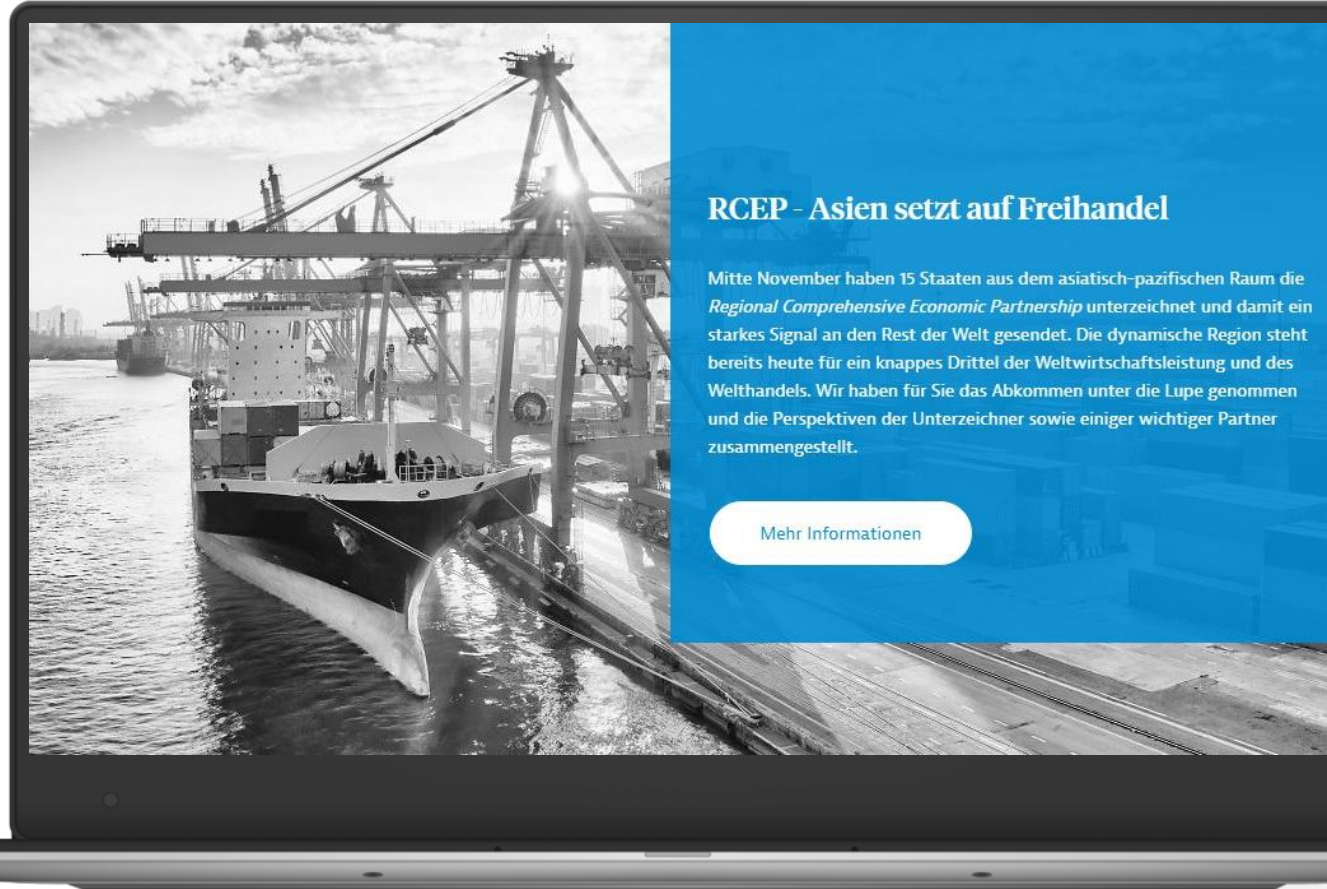 RCEP - Asien setzt auf Freihandel
Mitte November haben 15 Staaten aus dem asiatisch-pazifischen Raum die
Regional Comprehensive Economic Partnership unterzeichnet und damit ein
starkes Signal an den Rest der Welt gesendet. Die dynamische Region steht
bereits heute für ein knappes Drittel der Weltwirtschaftsleistung und des
Welthandels. Wir haben für Sie das Abkommen unter die Lupe genommen
und die Perspektiven der Unterzeichner sowie einiger wichtiger Partner
zusammengestellt.
Mehr Informationen